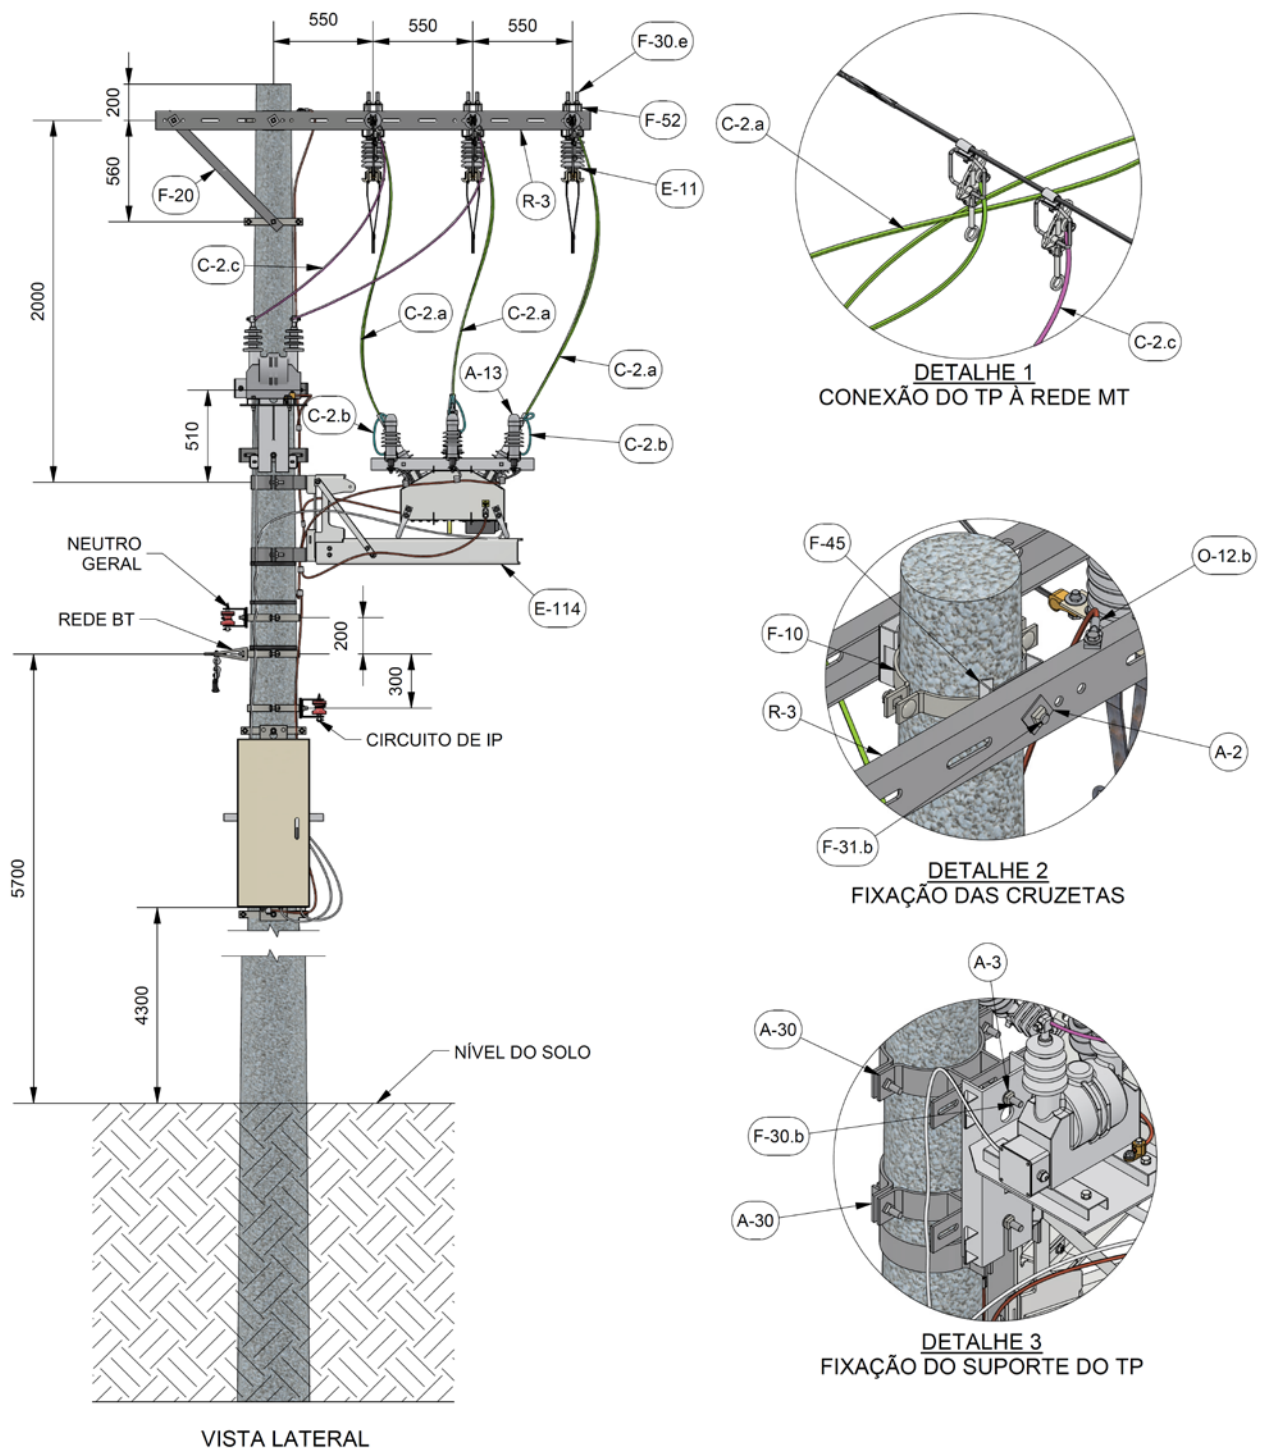 550
550
550
F-30.e
200
F-52
560
F-20
R-3
E-11
C-2.c
2000
C-2.a
C-2.a
C-2.a
A-13
C-2.b
C-2.b
510
NEUTRO
GERAL
REDE BT
E-114
200
300
CIRCUITO DE IP
5700
4300
NÍVEL DO SOLO
VISTA LATERAL
C-2.a
C-2.c
DETALHE 1
CONEXÃO DO TP À REDE MT
F-45
O-12.b
F-10
R-3
A-2
F-31.b
DETALHE 2
FIXAÇÃO DAS CRUZETAS
A-3
A-30
F-30.b
A-30
DETALHE 3
FIXAÇÃO DO SUPORTE DO TP